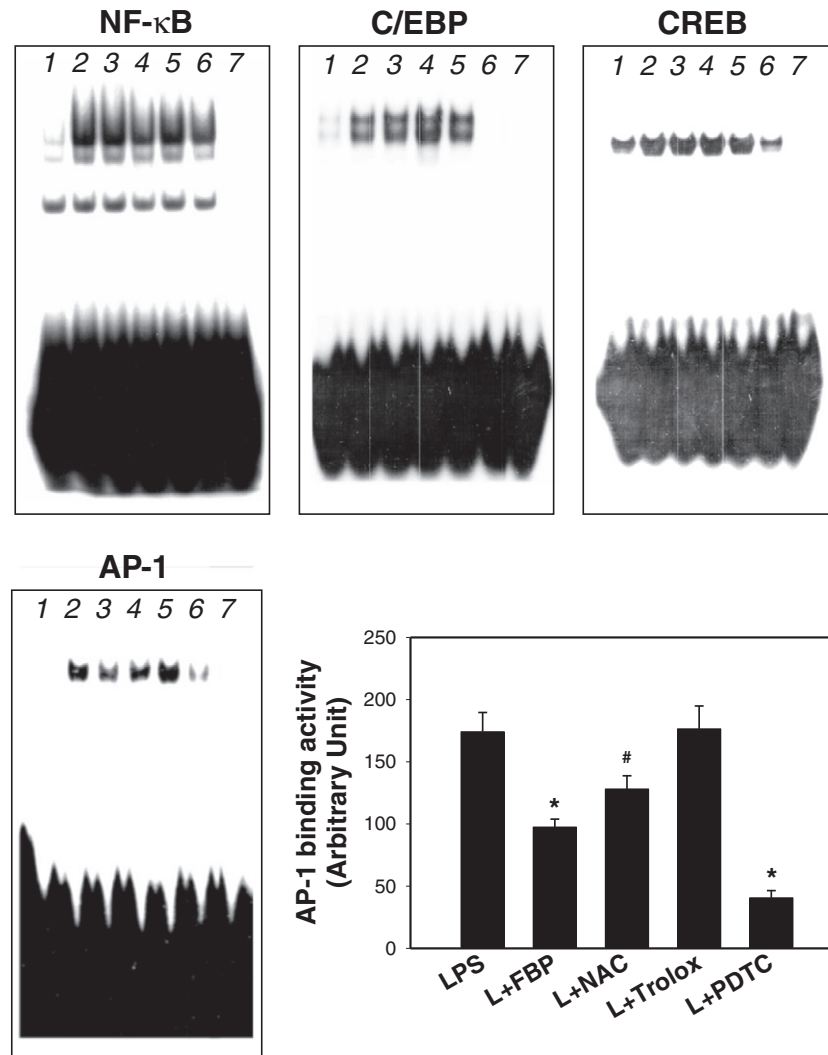 NF-κB
1 2 3 4 5 6 7
C/EBP
1 2 3 4 5 6 7
CREB
1 2 3 4 5 6 7
AP-1
1 2 3 4 5 6 7
AP-1 binding activity
(Arbitrary Unit)
250
200
150
100
50
0
*
#
*
LPS
L+FBP
L+NAC
L+Trolox
L+PDTC